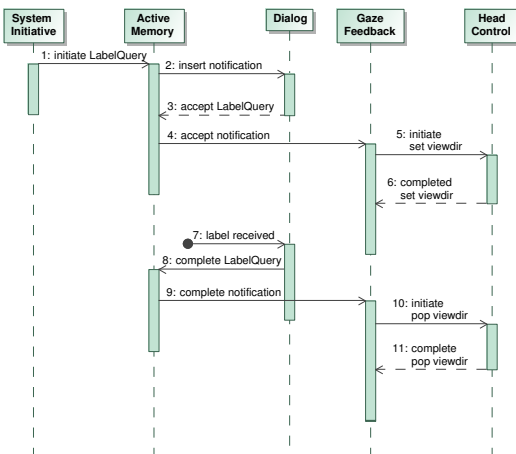 System
Initiative
Active
Memory
Dialog
Gaze
Feedback
Head
Control
1: initiate LabelQuery
2: insert notification
3: accept LabelQuery
4: accept notification
5: initiate
set viewdir
6: completed
set viewdir
7: label received
8: complete LabelQuery
9: complete notification
10: initiate
pop viewdir
11: complete
pop viewdir